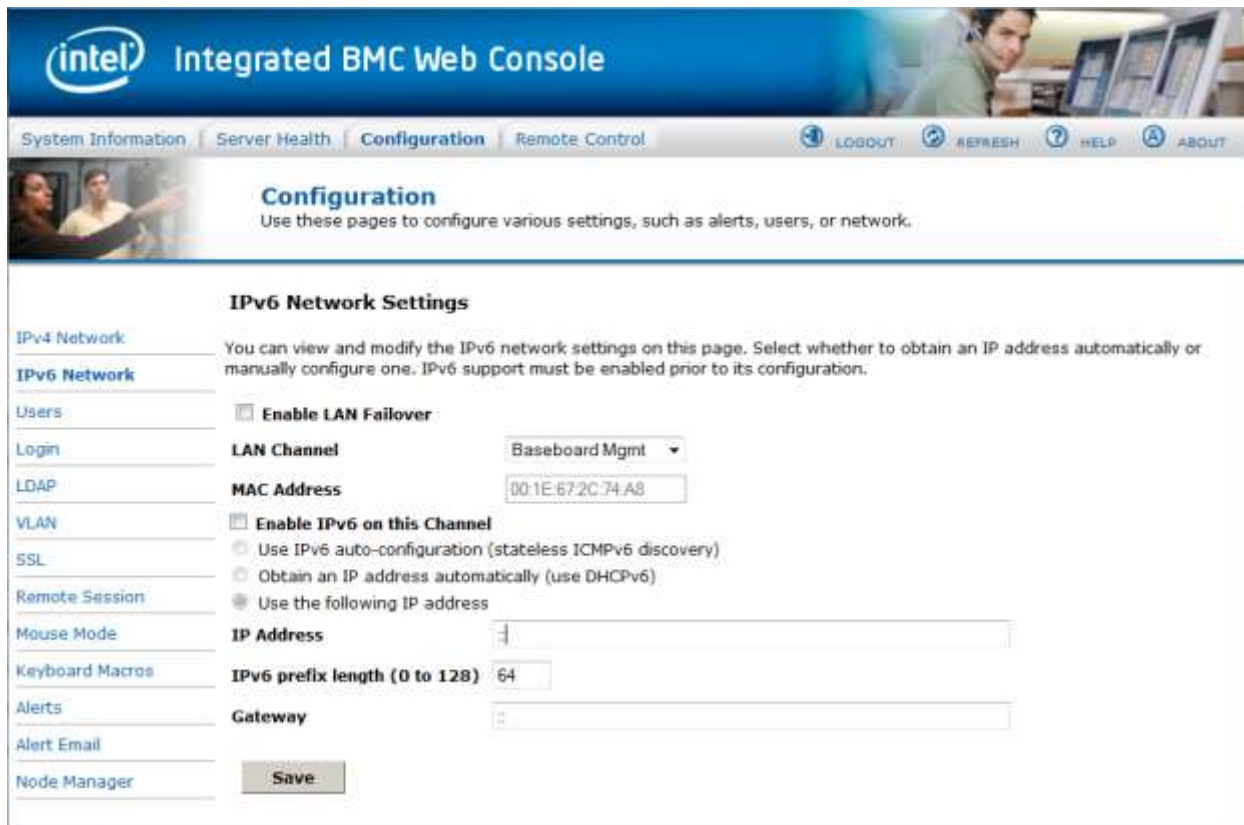 intel Integrated BMC Web Console
System Information Server Health Configuration Remote Control LOGOUT REFRESH HELP ABOUT
Configuration
Use these pages to configure various settings, such as alerts, users, or network.
IPv6 Network Settings
You can view and modify the IPv6 network settings on this page. Select whether to obtain an IP address automatically or
manually configure one. IPv6 support must be enabled prior to its configuration.
IPv4 Network
IPv6 Network
Users
Login
LDAP
VLAN
SSL
Remote Session
Mouse Mode
Keyboard Macros
Alerts
Alert Email
Node Manager
Enable LAN Failover
LAN Channel Baseboard Mgmt
MAC Address 00:1E:67:2C:74:A8
Enable IPv6 on this Channel
Use IPv6 auto-configuration (stateless ICMPv6 discovery)
Obtain an IP address automatically (use DHCPv6)
Use the following IP address
IP Address ::
IPv6 prefix length (0 to 128) 64
Gateway ::
Save